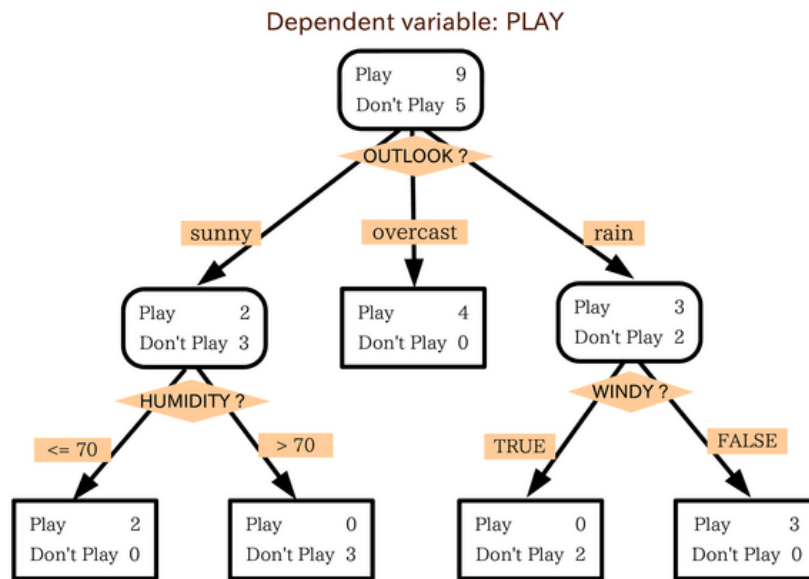 Dependent variable: PLAY
Play 9
Don't Play 5
OUTLOOK ?
sunny
overcast
rain
Play 2
Don't Play 3
Play 4
Don't Play 0
Play 3
Don't Play 2
HUMIDITY ?
WINDY ?
<= 70
> 70
TRUE
FALSE
Play 2
Don't Play 0
Play 0
Don't Play 3
Play 0
Don't Play 2
Play 3
Don't Play 0